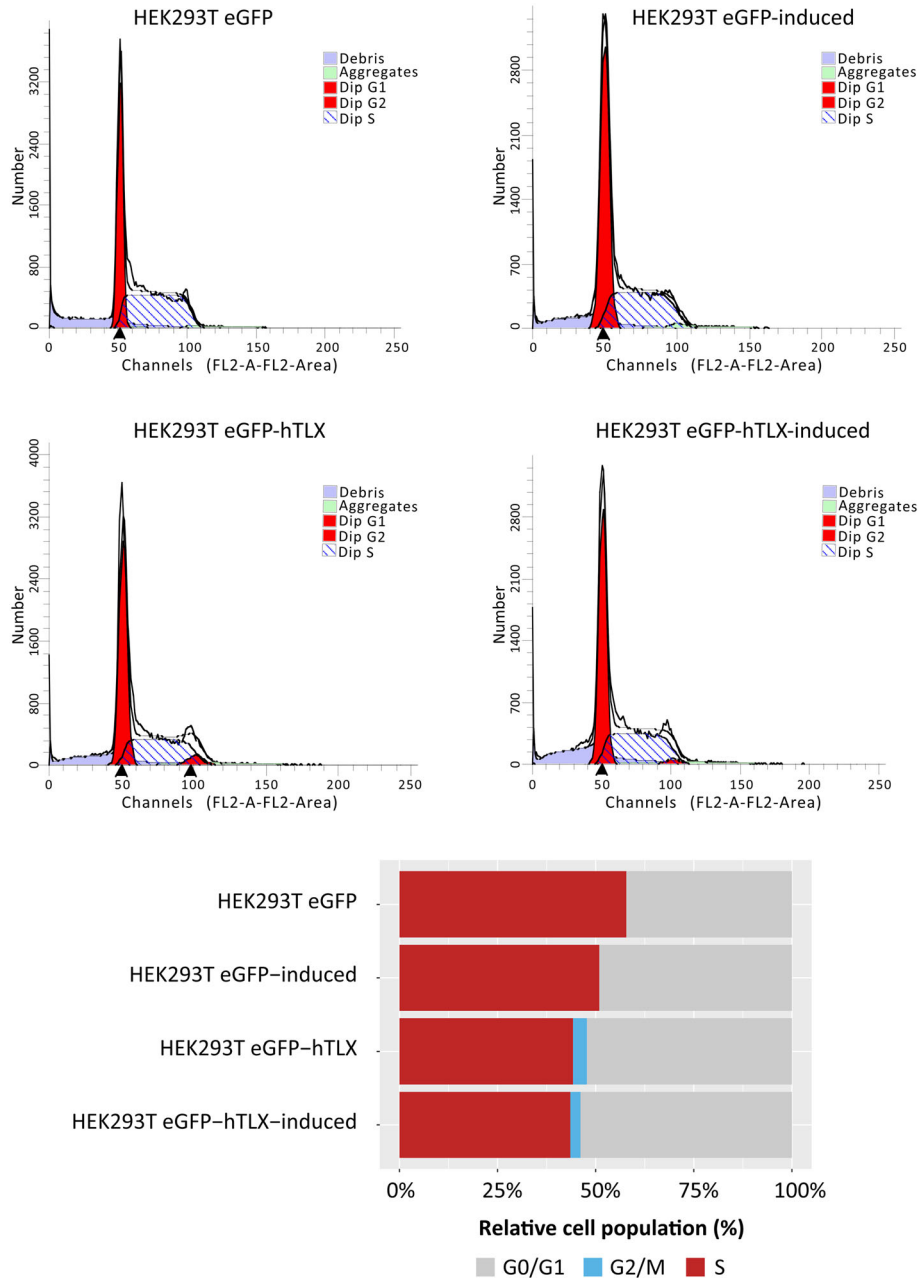 HEK293T eGFP
Debris
Aggregates
Dip G1
Dip G2
Dip S
Number
3200
2400
1600
800
0
0 50 100 150 200 250
Channels (FL2-A-FL2-Area)
HEK293T eGFP-induced
Debris
Aggregates
Dip G1
Dip G2
Dip S
Number
2800
2100
1400
700
0
0 50 100 150 200 250
Channels (FL2-A-FL2-Area)
HEK293T eGFP-hTLX
Debris
Aggregates
Dip G1
Dip G2
Dip S
Number
4000
3200
2400
1600
800
0
0 50 100 150 200 250
Channels (FL2-A-FL2-Area)
HEK293T eGFP-hTLX-induced
Debris
Aggregates
Dip G1
Dip G2
Dip S
Number
2800
2100
1400
700
0
0 50 100 150 200 250
Channels (FL2-A-FL2-Area)
HEK293T eGFP
HEK293T eGFP−induced
HEK293T eGFP−hTLX
HEK293T eGFP−hTLX−induced
0% 25% 50% 75% 100%
Relative cell population (%)
G0/G1 G2/M S